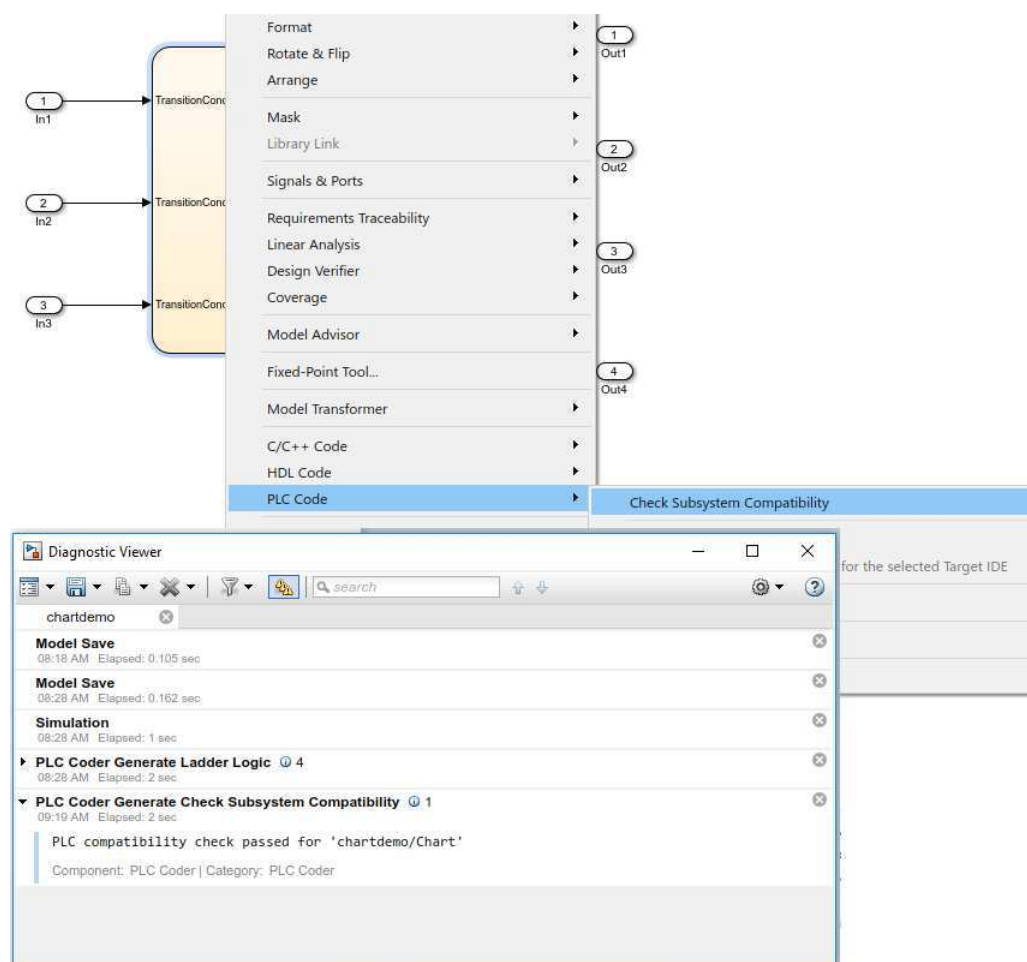 Format
Rotate & Flip
Arrange
Mask
Library Link
Signals & Ports
Requirements Traceability
Linear Analysis
Design Verifier
Coverage
Model Advisor
Fixed-Point Tool...
Model Transformer
C/C++ Code
HDL Code
PLC Code
Check Subsystem Compatibility
for the selected Target IDE
1
In1
2
In2
3
In3
TransitionCond
TransitionCond
TransitionCond
1
Out1
2
Out2
3
Out3
4
Out4
Diagnostic Viewer
search
chartdemo
Model Save
08:18 AM Elapsed: 0.105 sec
Model Save
08:28 AM Elapsed: 0.162 sec
Simulation
08:28 AM Elapsed: 1 sec
PLC Coder Generate Ladder Logic 4
08:28 AM Elapsed: 2 sec
PLC Coder Generate Check Subsystem Compatibility 1
09:19 AM Elapsed: 2 sec
PLC compatibility check passed for 'chartdemo/Chart'
Component: PLC Coder | Category: PLC Coder